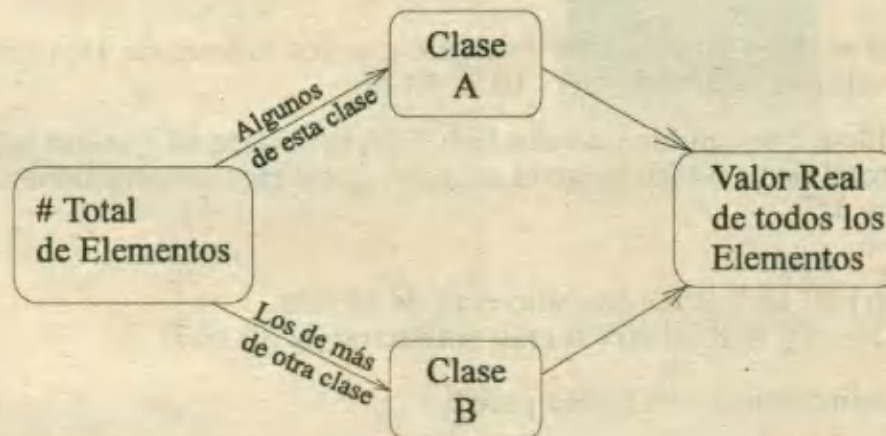 Clase
A
Algunos
de esta clase
# Total
de Elementos
Valor Real
de todos los
Elementos
Los de más
de otra clase
Clase
B